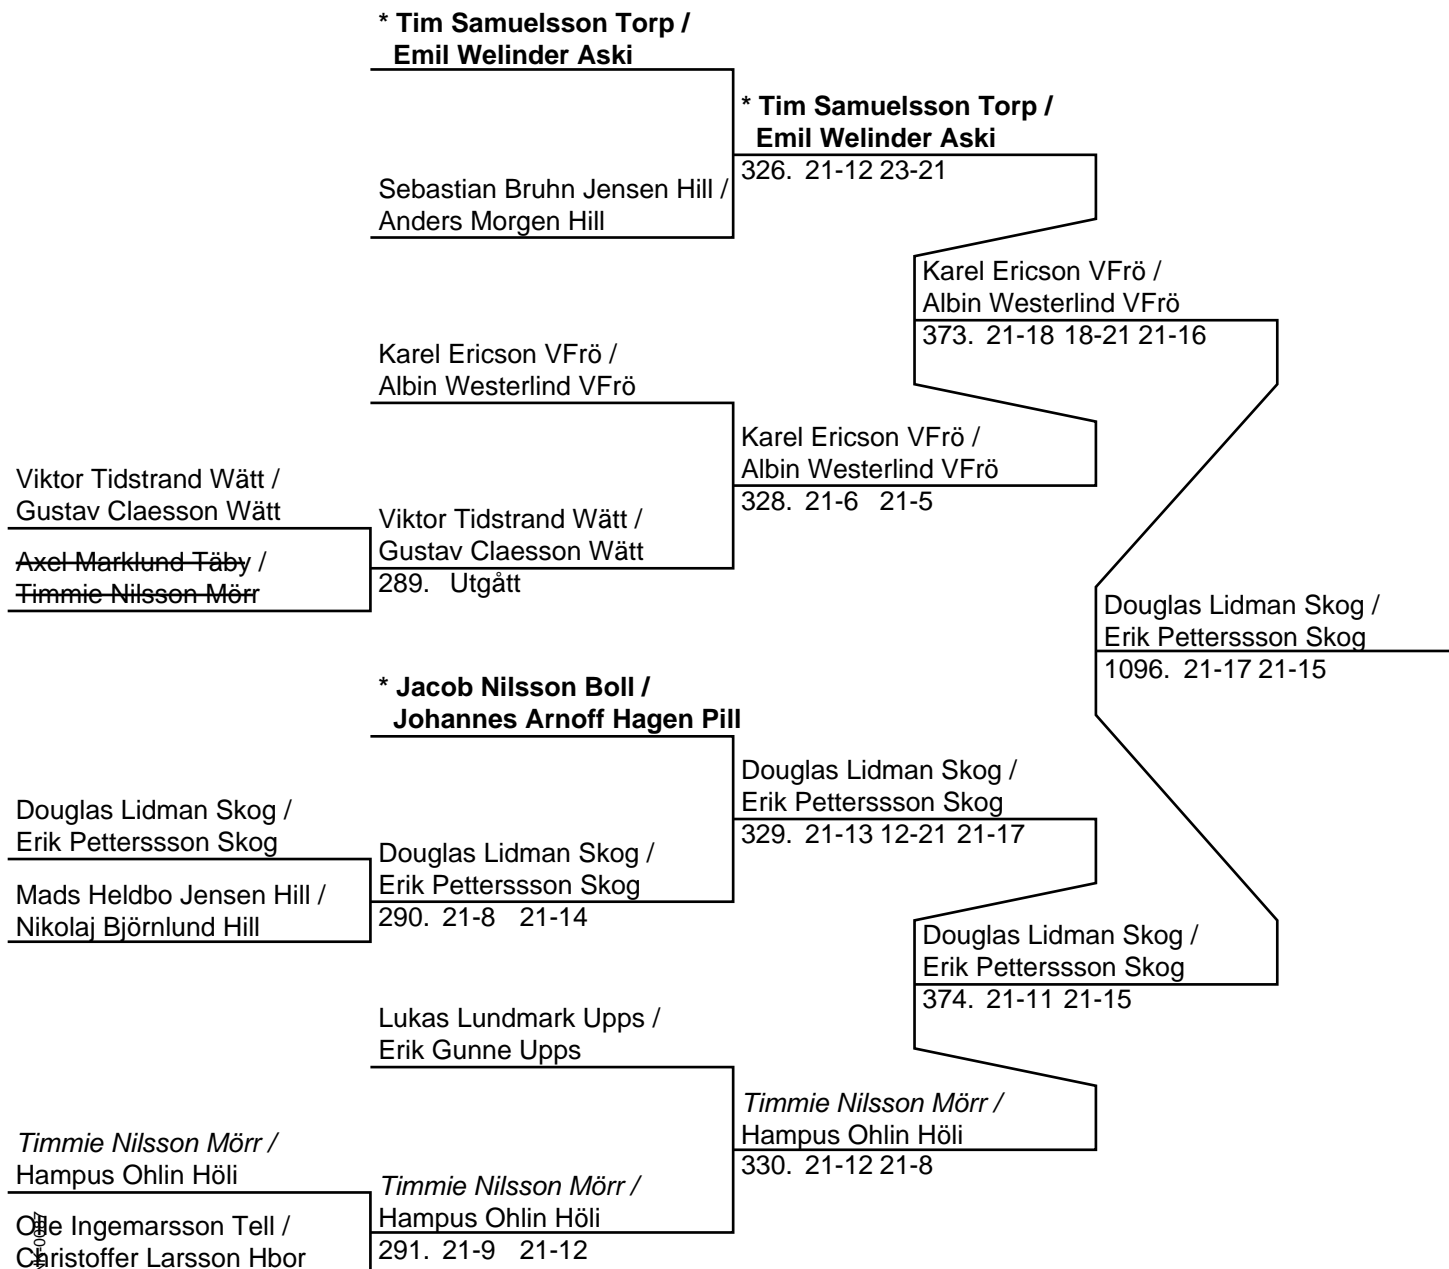 * Tim Samuelsson Torp /
Emil Welinder Aski
* Tim Samuelsson Torp /
Emil Welinder Aski
326. 21-12 23-21
Sebastian Bruhn Jensen Hill /
Anders Morgen Hill
Karel Ericson VFrö /
Albin Westerlind VFrö
373. 21-18 18-21 21-16
Karel Ericson VFrö /
Albin Westerlind VFrö
Karel Ericson VFrö /
Albin Westerlind VFrö
328. 21-6 21-5
Viktor Tidstrand Wätt /
Gustav Claesson Wätt
Viktor Tidstrand Wätt /
Gustav Claesson Wätt
289. Utgått
Axel Marklund Täby /
Timmie Nilsson Mörr
Douglas Lidman Skog /
Erik Petterssson Skog
1096. 21-17 21-15
* Jacob Nilsson Boll /
Johannes Arnoff Hagen Pill
Douglas Lidman Skog /
Erik Petterssson Skog
329. 21-13 12-21 21-17
Douglas Lidman Skog /
Erik Petterssson Skog
Douglas Lidman Skog /
Erik Petterssson Skog
290. 21-8 21-14
Mads Heldbo Jensen Hill /
Nikolaj Björnlund Hill
Douglas Lidman Skog /
Erik Petterssson Skog
374. 21-11 21-15
Lukas Lundmark Upps /
Erik Gunne Upps
Timmie Nilsson Mörr /
Hampus Ohlin Höli
330. 21-12 21-8
Timmie Nilsson Mörr /
Hampus Ohlin Höli
Timmie Nilsson Mörr /
Hampus Ohlin Höli
291. 21-9 21-12
Olle Ingemarsson Tell /
Christoffer Larsson Hbor